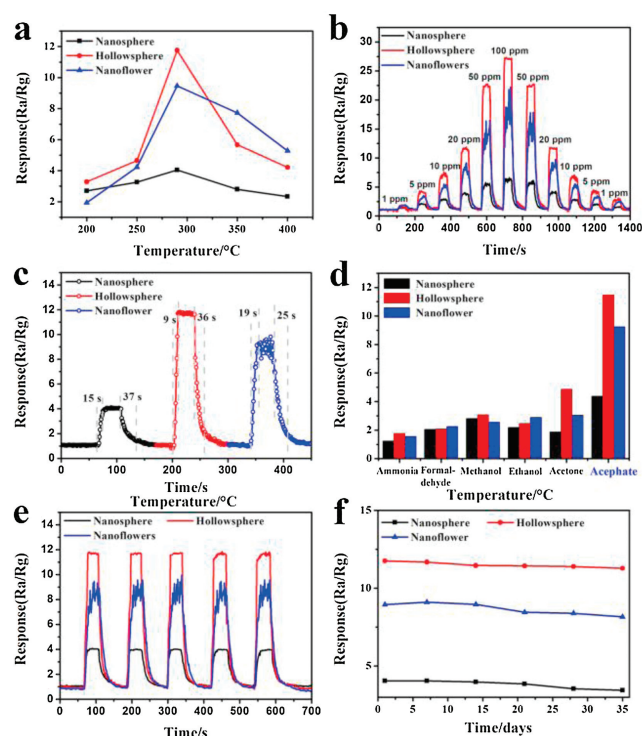 a
Nanosphere
Hollowsphere
Nanoflower
Response(Ra/Rg)
12
10
8
6
4
2
200 250 300 350 400
Temperature/°C
b
Nanosphere
Hollowsphere
Nanoflowers
100 ppm
50 ppm 50 ppm
20 ppm 20 ppm
10 ppm 10 ppm
5 ppm 5 ppm
1 ppm 1 ppm
Response(Ra/Rg)
35
30
25
20
15
10
5
0
0 200 400 600 800 1000 1200 1400
Time/s
c
Nanosphere
Hollowsphere
Nanoflower
9 s 36 s 19 s 25 s
15 s 37 s
Response(Ra/Rg)
16
14
12
10
8
6
4
2
0
0 100 200 300 400
Time/s
Temperature/°C
d
Nanosphere
Hollowsphere
Nanoflower
Response(Ra/Rg)
12
10
8
6
4
2
0
Ammonia Formal-dehyde Methanol Ethanol Acetone Acephate
Temperature/°C
e
Nanosphere Hollowsphere
Nanoflowers
Response(Ra/Rg)
14
12
10
8
6
4
2
0
0 100 200 300 400 500 600 700
Time/s
f
Nanosphere Hollowsphere
Nanoflower
Response(Ra/Rg)
15
10
5
0 5 10 15 20 25 30 35
Time/days